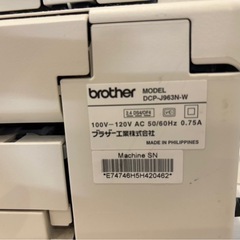 brother
MODEL
DCP-J963N-W
100V-120V AC 50/60Hz 0.75A
ブラザー工業株式会社
MADE IN PHILIPPINES
Machine SN
*E74746H5H420462*